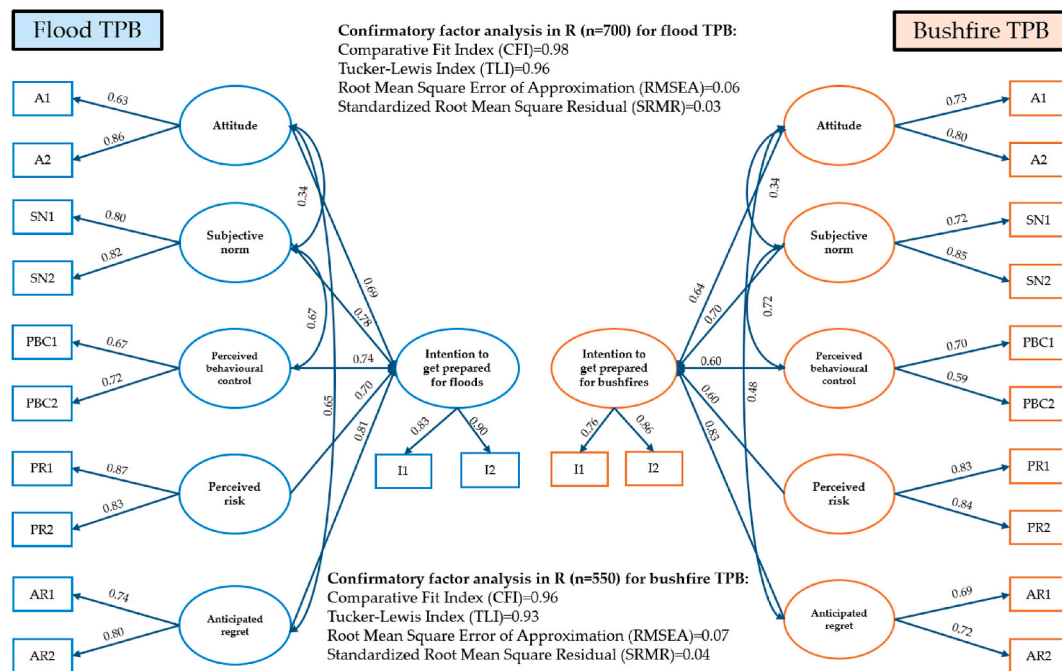 Flood TPB
Confirmatory factor analysis in R (n=700) for flood TPB:
Comparative Fit Index (CFI)=0.98
Tucker-Lewis Index (TLI)=0.96
Root Mean Square Error of Approximation (RMSEA)=0.06
Standardized Root Mean Square Residual (SRMR)=0.03
Bushfire TPB
A1
0.63
A2
0.86
Attitude
SN1
0.80
SN2
0.82
Subjective
norm
PBC1
0.67
PBC2
0.72
Perceived
behavioural
control
PR1
0.87
PR2
0.83
Perceived
risk
AR1
0.74
AR2
0.80
Anticipated
regret
0.34
0.67
0.65
0.69
0.78
0.74
0.70
0.81
Intention to
get prepared
for floods
0.83
0.90
I1
I2
Intention to
get prepared
for bushfires
0.76
0.86
I1
I2
0.64
0.70
0.60
0.60
0.83
0.34
0.72
0.48
Attitude
0.73
A1
0.80
A2
Subjective
norm
0.72
SN1
0.85
SN2
Perceived
behavioural
control
0.70
PBC1
0.59
PBC2
Perceived
risk
0.83
PR1
0.84
PR2
Anticipated
regret
0.69
AR1
0.72
AR2
Confirmatory factor analysis in R (n=550) for bushfire TPB:
Comparative Fit Index (CFI)=0.96
Tucker-Lewis Index (TLI)=0.93
Root Mean Square Error of Approximation (RMSEA)=0.07
Standardized Root Mean Square Residual (SRMR)=0.04